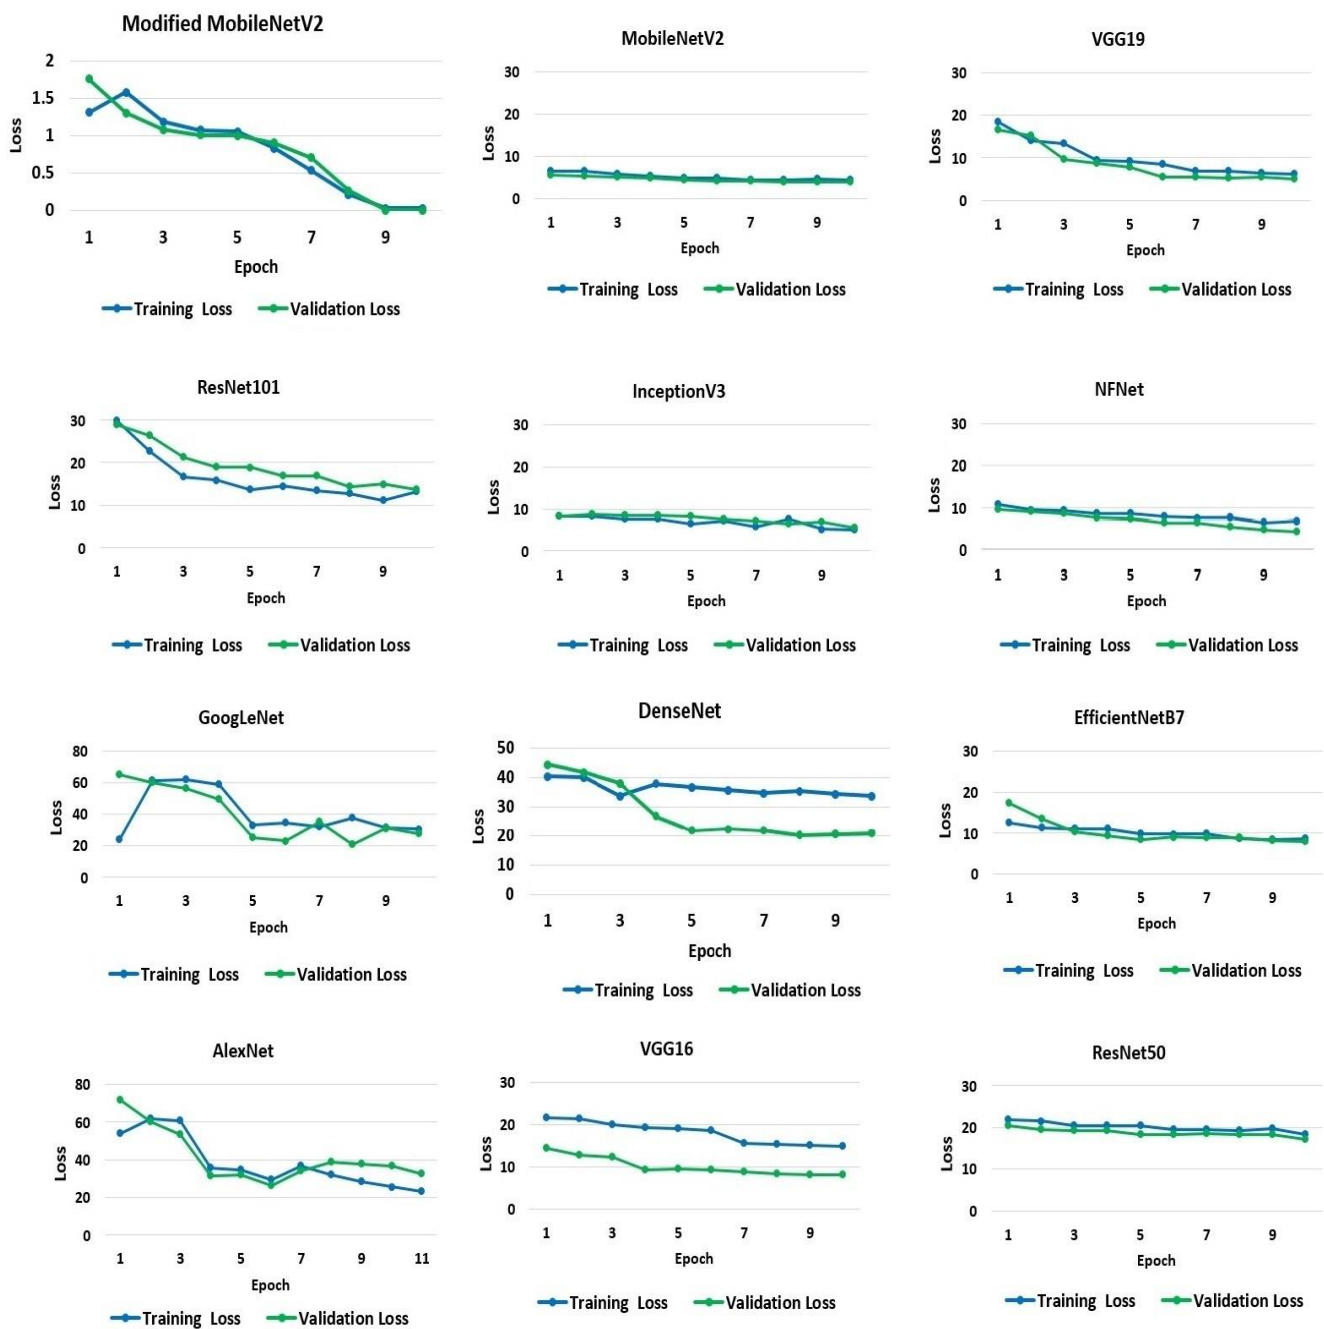 Modified MobileNetV2
2
1.5
1
0.5
0
Loss
1 3 5 7 9
Epoch
Training Loss Validation Loss
MobileNetV2
30
20
10
0
Loss
1 3 5 7 9
Epoch
Training Loss Validation Loss
VGG19
30
20
10
0
Loss
1 3 5 7 9
Epoch
Training Loss Validation Loss
ResNet101
30
20
10
0
Loss
1 3 5 7 9
Epoch
Training Loss Validation Loss
InceptionV3
30
20
10
0
Loss
1 3 5 7 9
Epoch
Training Loss Validation Loss
NFNet
30
20
10
0
Loss
1 3 5 7 9
Epoch
Training Loss Validation Loss
GoogLeNet
80
60
40
20
0
Loss
1 3 5 7 9
Epoch
Training Loss Validation Loss
DenseNet
50
40
30
20
10
0
Loss
1 3 5 7 9
Epoch
Training Loss Validation Loss
EfficientNetB7
30
20
10
0
Loss
1 3 5 7 9
Epoch
Training Loss Validation Loss
AlexNet
80
60
40
20
0
Loss
1 3 5 7 9 11
Epoch
Training Loss Validation Loss
VGG16
30
20
10
0
Loss
1 3 5 7 9
Epoch
Training Loss Validation Loss
ResNet50
30
20
10
0
Loss
1 3 5 7 9
Epoch
Training Loss Validation Loss